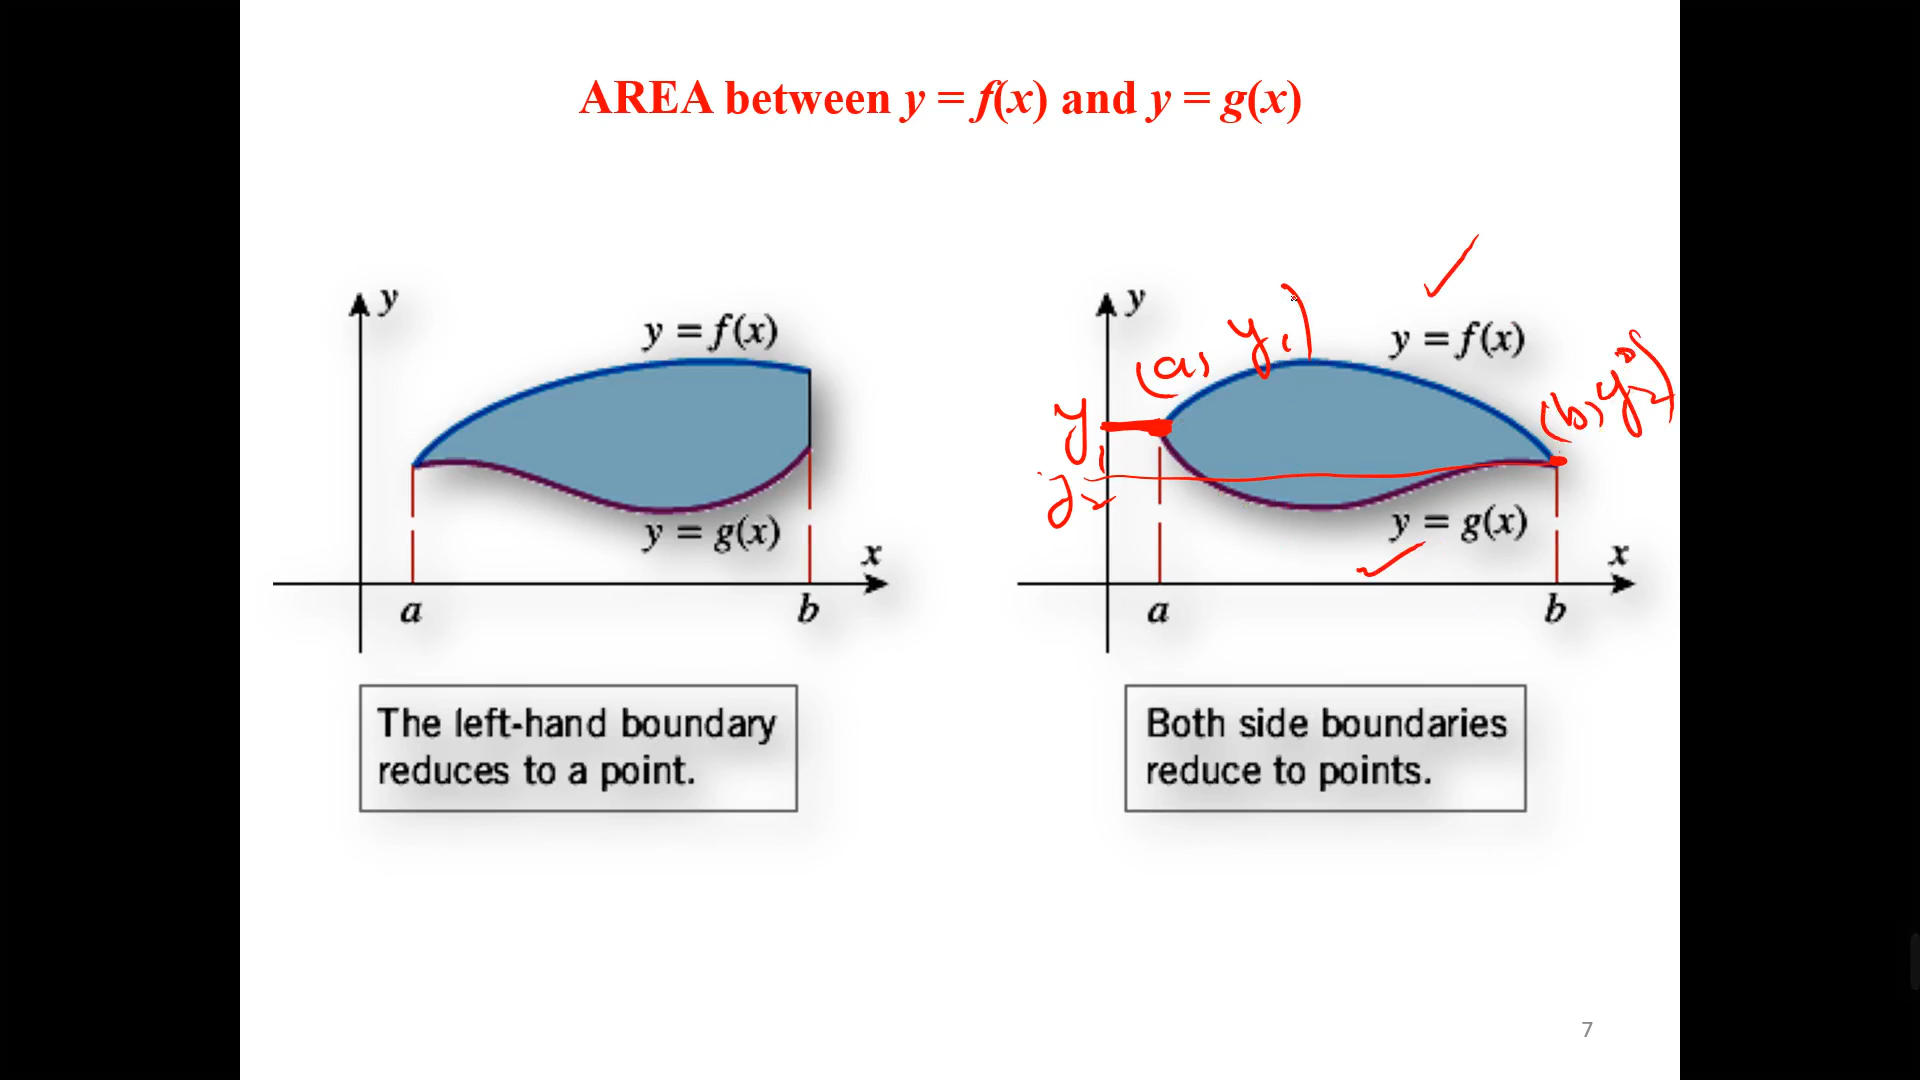 AREA between y = f(x) and y = g(x)
y
y = f(x)
y = g(x)
x
a
b
The left-hand boundary
reduces to a point.
y
y = f(x)
(a, y₁)
(b, y₂)
y₁
y₂
y = g(x)
x
a
b
Both side boundaries
reduce to points.
7